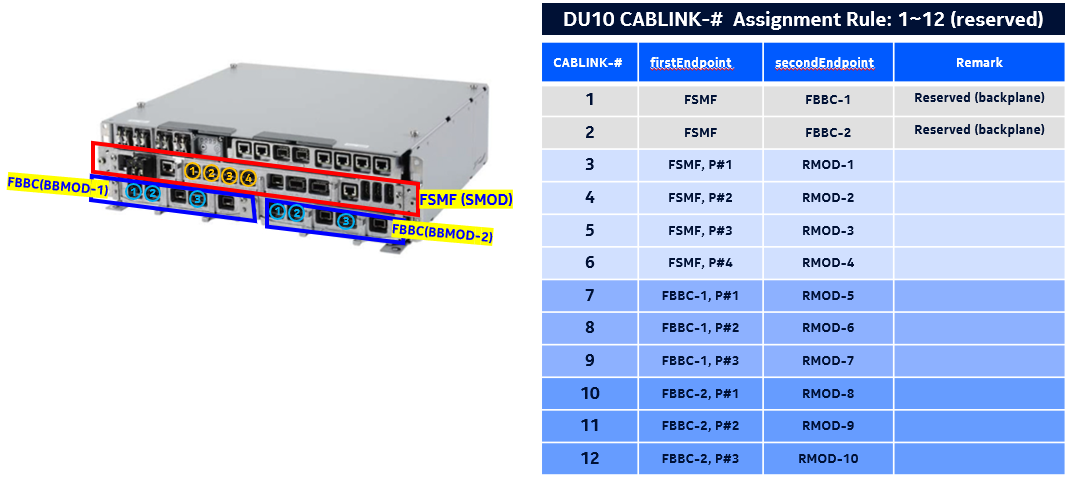 DU10 CABLINK-# Assignment Rule: 1~12 (reserved)
CABLINK-# firstEndpoint secondEndpoint Remark
1 FSMF FBBC-1 Reserved (backplane)
2 FSMF FBBC-2 Reserved (backplane)
3 FSMF, P#1 RMOD-1
4 FSMF, P#2 RMOD-2
5 FSMF, P#3 RMOD-3
6 FSMF, P#4 RMOD-4
7 FBBC-1, P#1 RMOD-5
8 FBBC-1, P#2 RMOD-6
9 FBBC-1, P#3 RMOD-7
10 FBBC-2, P#1 RMOD-8
11 FBBC-2, P#2 RMOD-9
12 FBBC-2, P#3 RMOD-10
1 2 3 4
FBBC(BBMOD-1)
1 2 3
FSMF (SMOD)
1 2 3
FBBC(BBMOD-2)